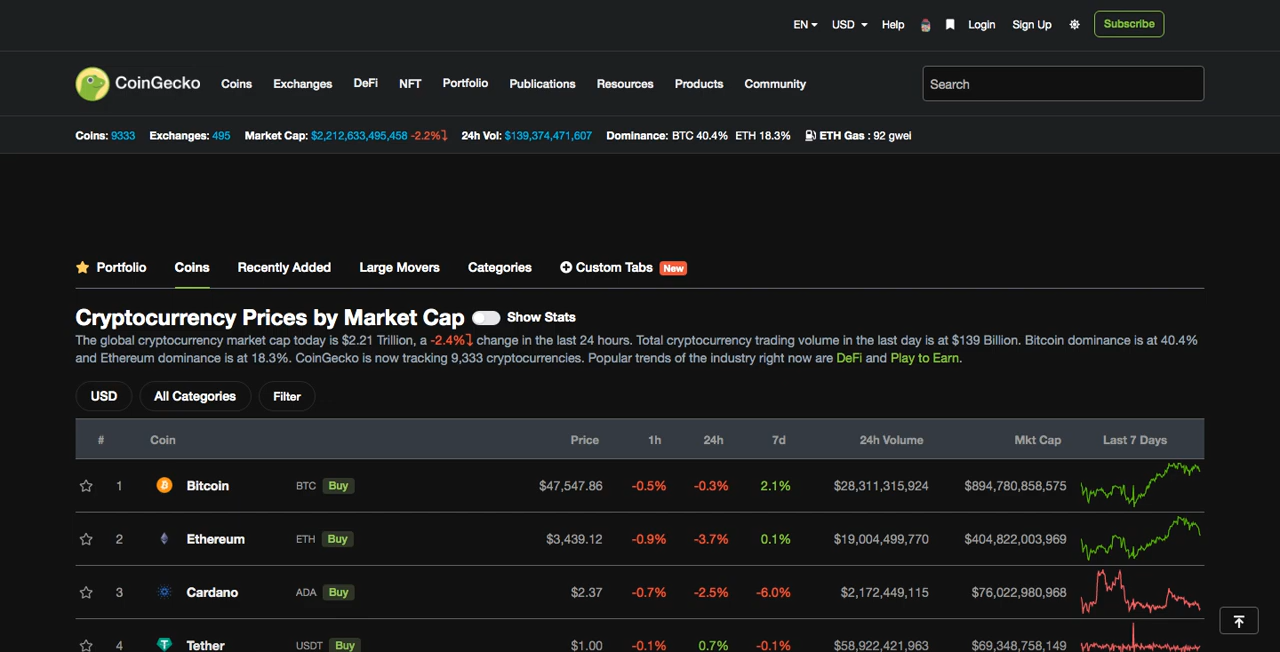 EN USD Help Login Sign Up Subscribe
CoinGecko Coins Exchanges DeFi NFT Portfolio Publications Resources Products Community Search
Coins: 9333 Exchanges: 495 Market Cap: $2,212,633,495,458 -2.2% 24h Vol: $139,374,471,607 Dominance: BTC 40.4% ETH 18.3% ETH Gas : 92 gwei
Portfolio Coins Recently Added Large Movers Categories Custom Tabs New
Cryptocurrency Prices by Market Cap Show Stats
The global cryptocurrency market cap today is $2.21 Trillion, a -2.4% change in the last 24 hours. Total cryptocurrency trading volume in the last day is at $139 Billion. Bitcoin dominance is at 40.4%
and Ethereum dominance is at 18.3%. CoinGecko is now tracking 9,333 cryptocurrencies. Popular trends of the industry right now are DeFi and Play to Earn.
USD All Categories Filter
# Coin Price 1h 24h 7d 24h Volume Mkt Cap Last 7 Days
1 Bitcoin BTC Buy $47,547.86 -0.5% -0.3% 2.1% $28,311,315,924 $894,780,858,575
2 Ethereum ETH Buy $3,439.12 -0.9% -3.7% 0.1% $19,004,499,770 $404,822,003,969
3 Cardano ADA Buy $2.37 -0.7% -2.5% -6.0% $2,172,449,115 $76,022,980,968
4 Tether USDT Buy $1.00 -0.1% 0.7% -0.1% $58,922,421,963 $69,348,758,149